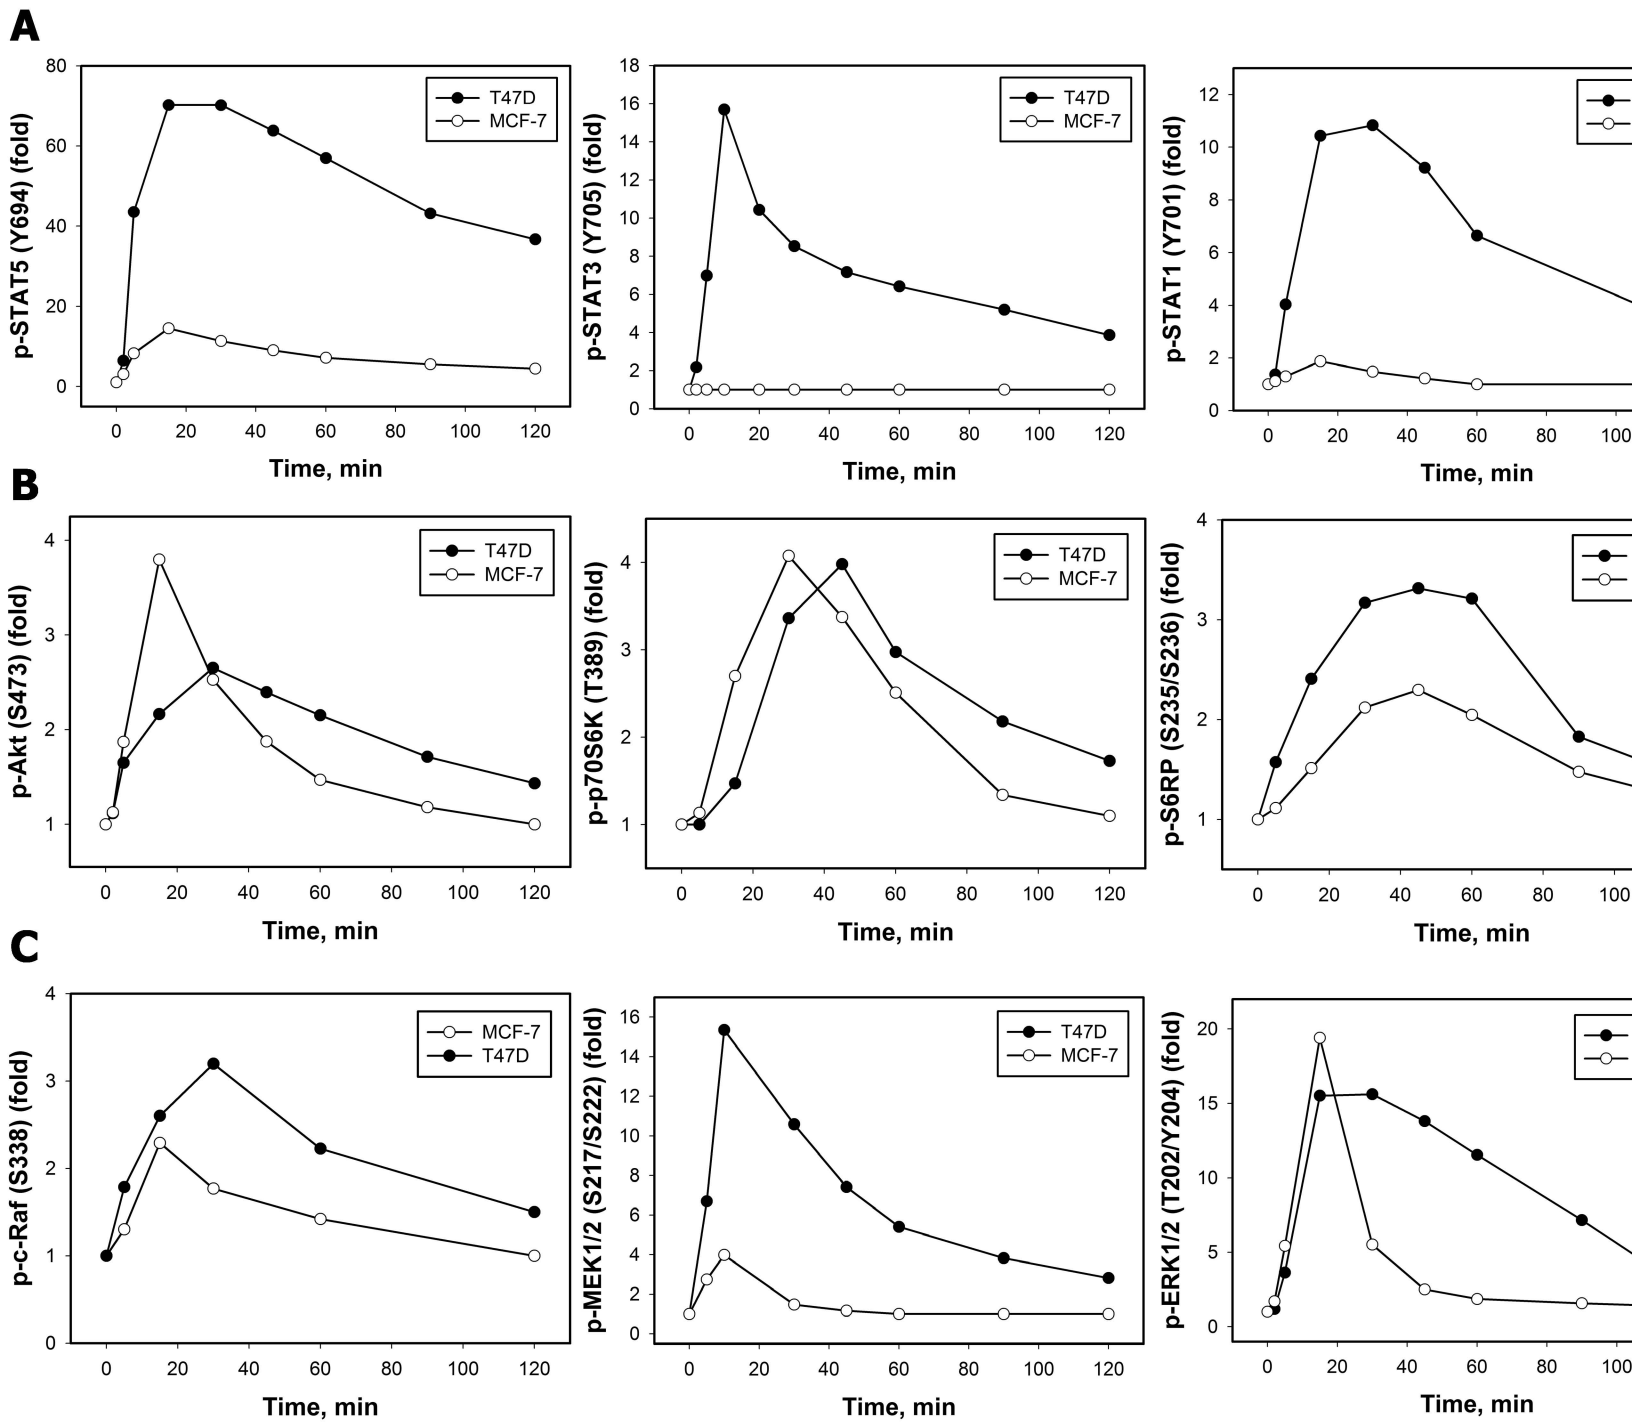 A
p-STAT5 (Y694) (fold)
80
60
40
20
0
T47D
MCF-7
0 20 40 60 80 100 120
Time, min
p-STAT3 (Y705) (fold)
18
16
14
12
10
8
6
4
2
0
T47D
MCF-7
0 20 40 60 80 100 120
Time, min
p-STAT1 (Y701) (fold)
12
10
8
6
4
2
0
0 20 40 60 80 100
Time, min
B
p-Akt (S473) (fold)
4
3
2
1
T47D
MCF-7
0 20 40 60 80 100 120
Time, min
p-p70S6K (T389) (fold)
4
3
2
1
T47D
MCF-7
0 20 40 60 80 100 120
Time, min
p-S6RP (S235/S236) (fold)
4
3
2
1
0 20 40 60 80 100
Time, min
C
p-c-Raf (S338) (fold)
4
3
2
1
0
MCF-7
T47D
0 20 40 60 80 100 120
Time, min
p-MEK1/2 (S217/S222) (fold)
16
14
12
10
8
6
4
2
0
T47D
MCF-7
0 20 40 60 80 100 120
Time, min
p-ERK1/2 (T202/Y204) (fold)
20
15
10
5
0
0 20 40 60 80 100
Time, min